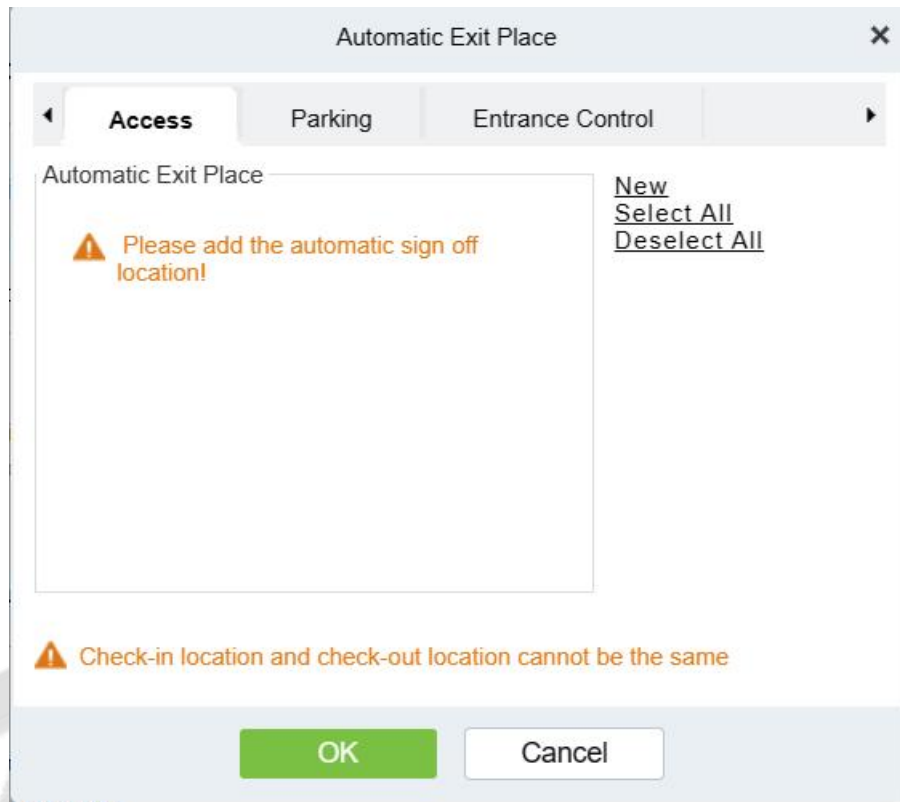 Automatic Exit Place
Access Parking Entrance Control
Automatic Exit Place
New
Select All
Deselect All
Please add the automatic sign off
location!
Check-in location and check-out location cannot be the same
OK Cancel